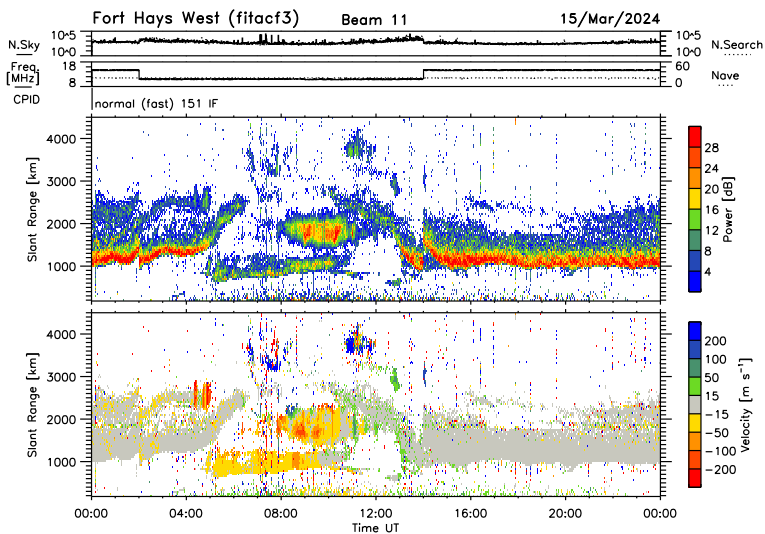 Fort Hays West (fitacf3) Beam 11 15/Mar/2024
10^5 10^5
N.Sky N.Search
10^0 10^0
18 60
Freq. [MHz] Nave
8 0
CPID normal (fast) 151 IF
4000
3000
2000
1000
Slant Range [km]
28
24
20
16
12
8
4
Power [dB]
4000
3000
2000
1000
Slant Range [km]
200
100
50
15
-15
-50
-100
-200
Velocity [m s^-1]
00:00 04:00 08:00 12:00 16:00 20:00 00:00
Time UT